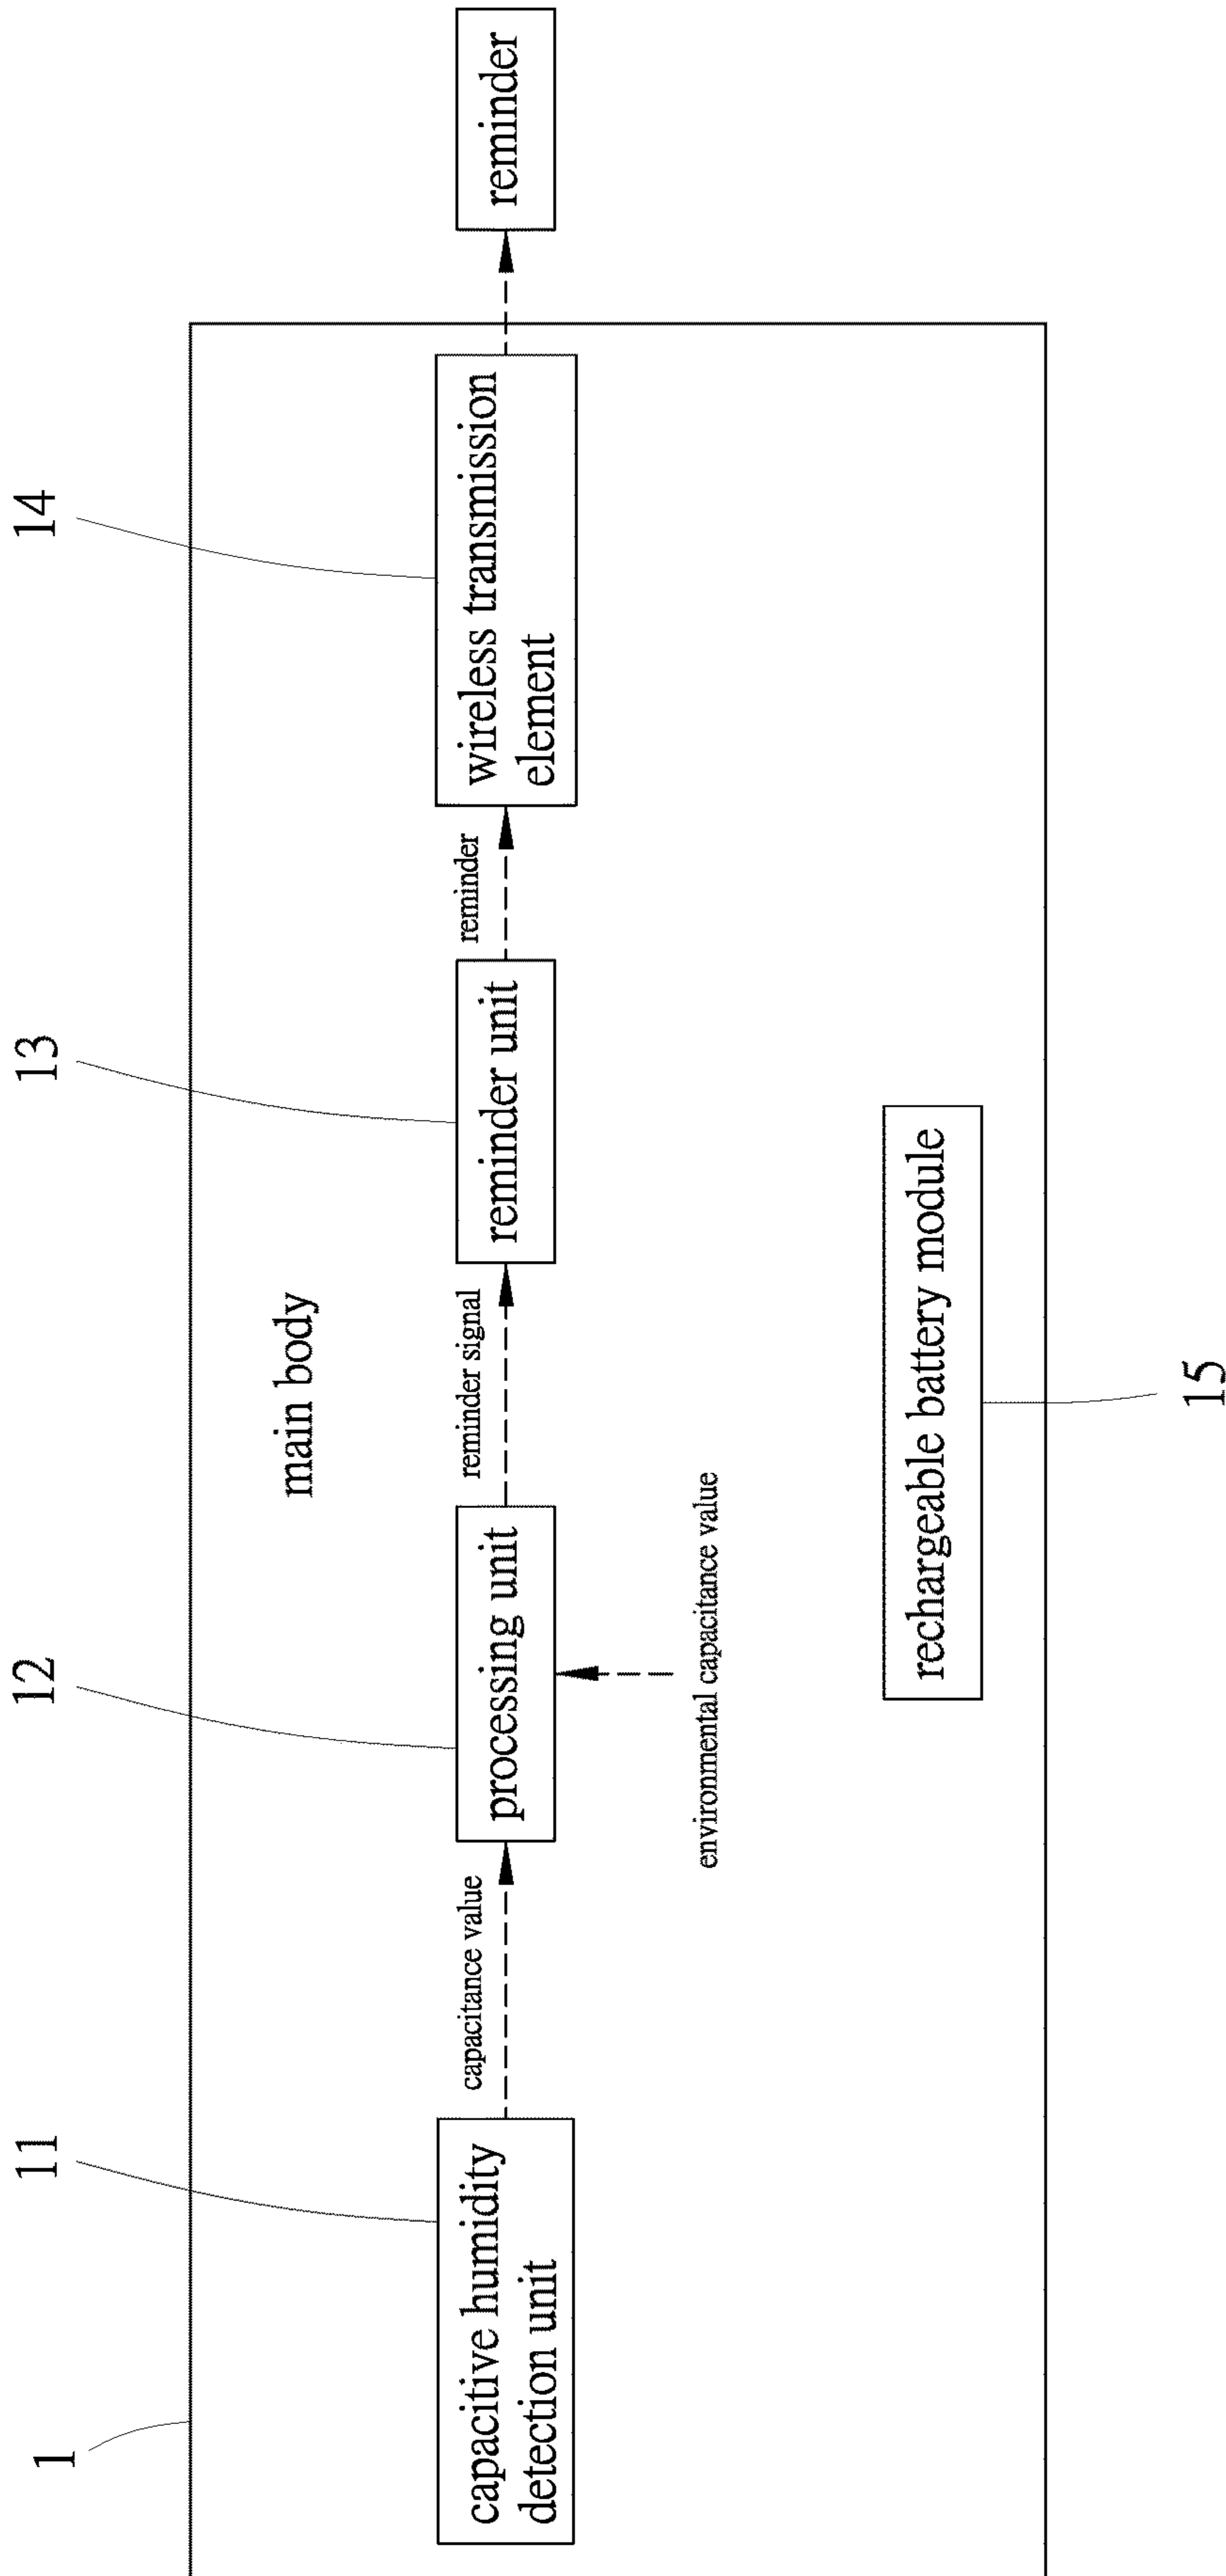 1
11
12
13
14
main body
capacitive humidity
detection unit
capacitance value
processing unit
reminder signal
reminder unit
reminder
wireless transmission
element
reminder
environmental capacitance value
rechargeable battery module
15